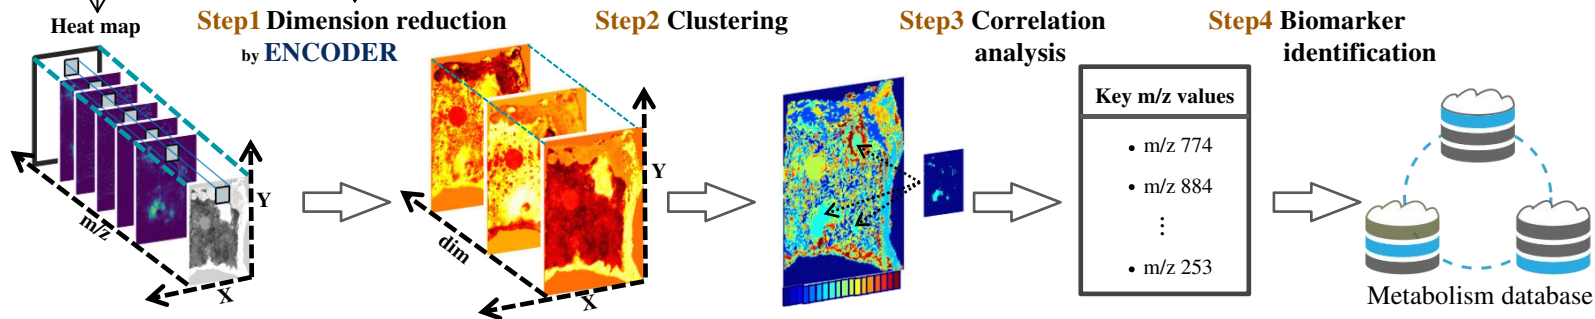 Heat map
Step1 Dimension reduction
by ENCODER
Step2 Clustering
Step3 Correlation
analysis
Step4 Biomarker
identification
Y
m/z
X
Y
dim
X
Key m/z values
• m/z 774
• m/z 884
⋮
• m/z 253
Metabolism database